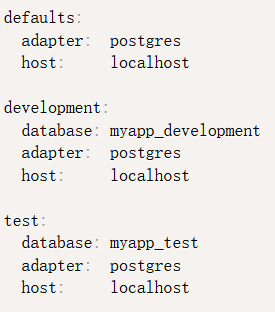 defaults:
  adapter:  postgres
  host:     localhost

development:
  database: myapp_development
  adapter:  postgres
  host:     localhost

test:
  database: myapp_test
  adapter:  postgres
  host:     localhost